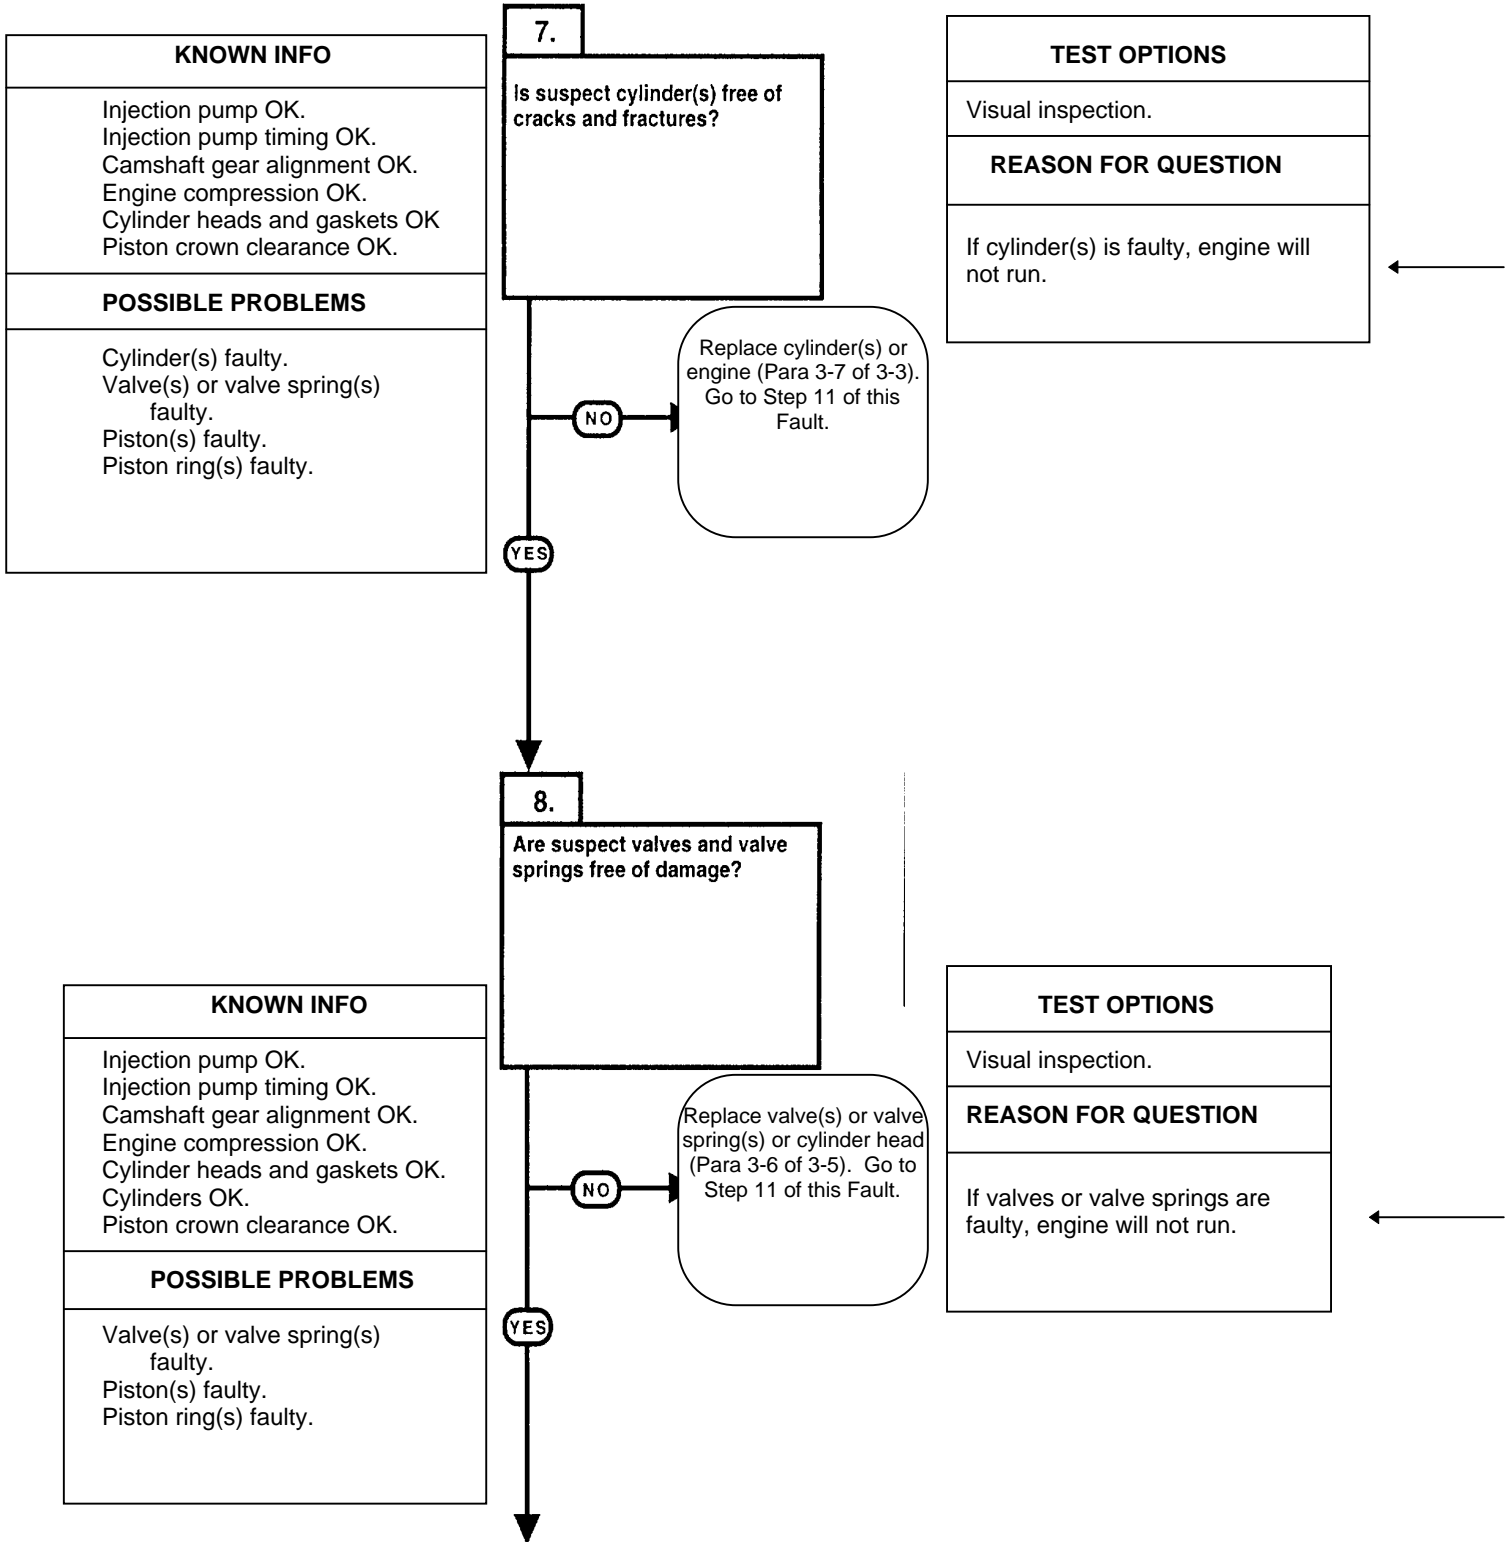 KNOWN INFO
Injection pump OK.
Injection pump timing OK.
Camshaft gear alignment OK.
Engine compression OK.
Cylinder heads and gaskets OK
Piston crown clearance OK.
POSSIBLE PROBLEMS
Cylinder(s) faulty.
Valve(s) or valve spring(s)
faulty.
Piston(s) faulty.
Piston ring(s) faulty.
7.
Is suspect cylinder(s) free of
cracks and fractures?
TEST OPTIONS
Visual inspection.
REASON FOR QUESTION
If cylinder(s) is faulty, engine will
not run.
NO
Replace cylinder(s) or
engine (Para 3-7 of 3-3).
Go to Step 11 of this
Fault.
YES
8.
Are suspect valves and valve
springs free of damage?
KNOWN INFO
Injection pump OK.
Injection pump timing OK.
Camshaft gear alignment OK.
Engine compression OK.
Cylinder heads and gaskets OK.
Cylinders OK.
Piston crown clearance OK.
POSSIBLE PROBLEMS
Valve(s) or valve spring(s)
faulty.
Piston(s) faulty.
Piston ring(s) faulty.
TEST OPTIONS
Visual inspection.
REASON FOR QUESTION
If valves or valve springs are
faulty, engine will not run.
NO
Replace valve(s) or valve
spring(s) or cylinder head
(Para 3-6 of 3-5). Go to
Step 11 of this Fault.
YES